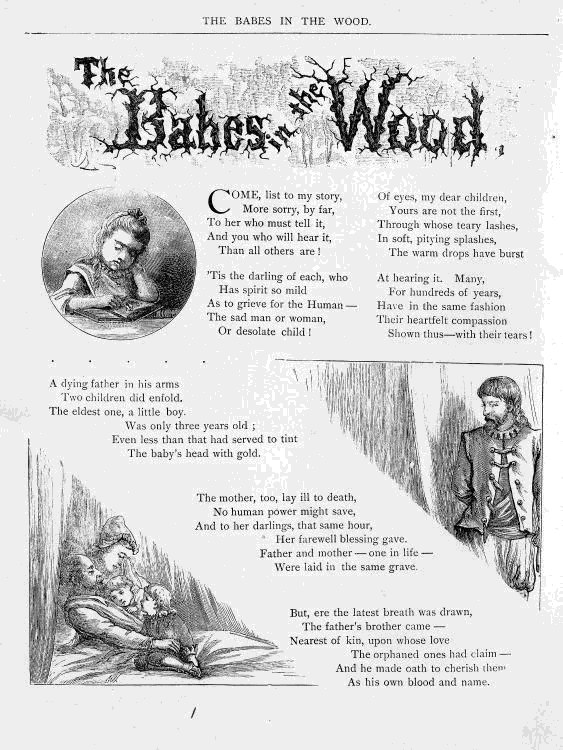 THE BABES IN THE WOOD.
The Babes in the Wood.
COME, list to my story,
More sorry, by far,
To her who must tell it,
And you who will hear it,
Than all others are!
'Tis the darling of each, who
Has spirit so mild
As to grieve for the Human—
The sad man or woman,
Or desolate child!
Of eyes, my dear children,
Yours are not the first,
Through whose teary lashes,
In soft, pitying splashes,
The warm drops have burst
At hearing it. Many,
For hundreds of years,
Have in the same fashion
Their heartfelt compassion
Shown thus—with their tears!
. . . . .
A dying father in his arms
Two children did enfold.
The eldest one, a little boy.
Was only three years old;
Even less than that had served to tint
The baby's head with gold.
The mother, too, lay ill to death,
No human power might save,
And to her darlings, that same hour,
Her farewell blessing gave.
Father and mother—one in life—
Were laid in the same grave.
But, ere the latest breath was drawn,
The father's brother came—
Nearest of kin, upon whose love
The orphaned ones had claim—
And he made oath to cherish them
As his own blood and name.
1